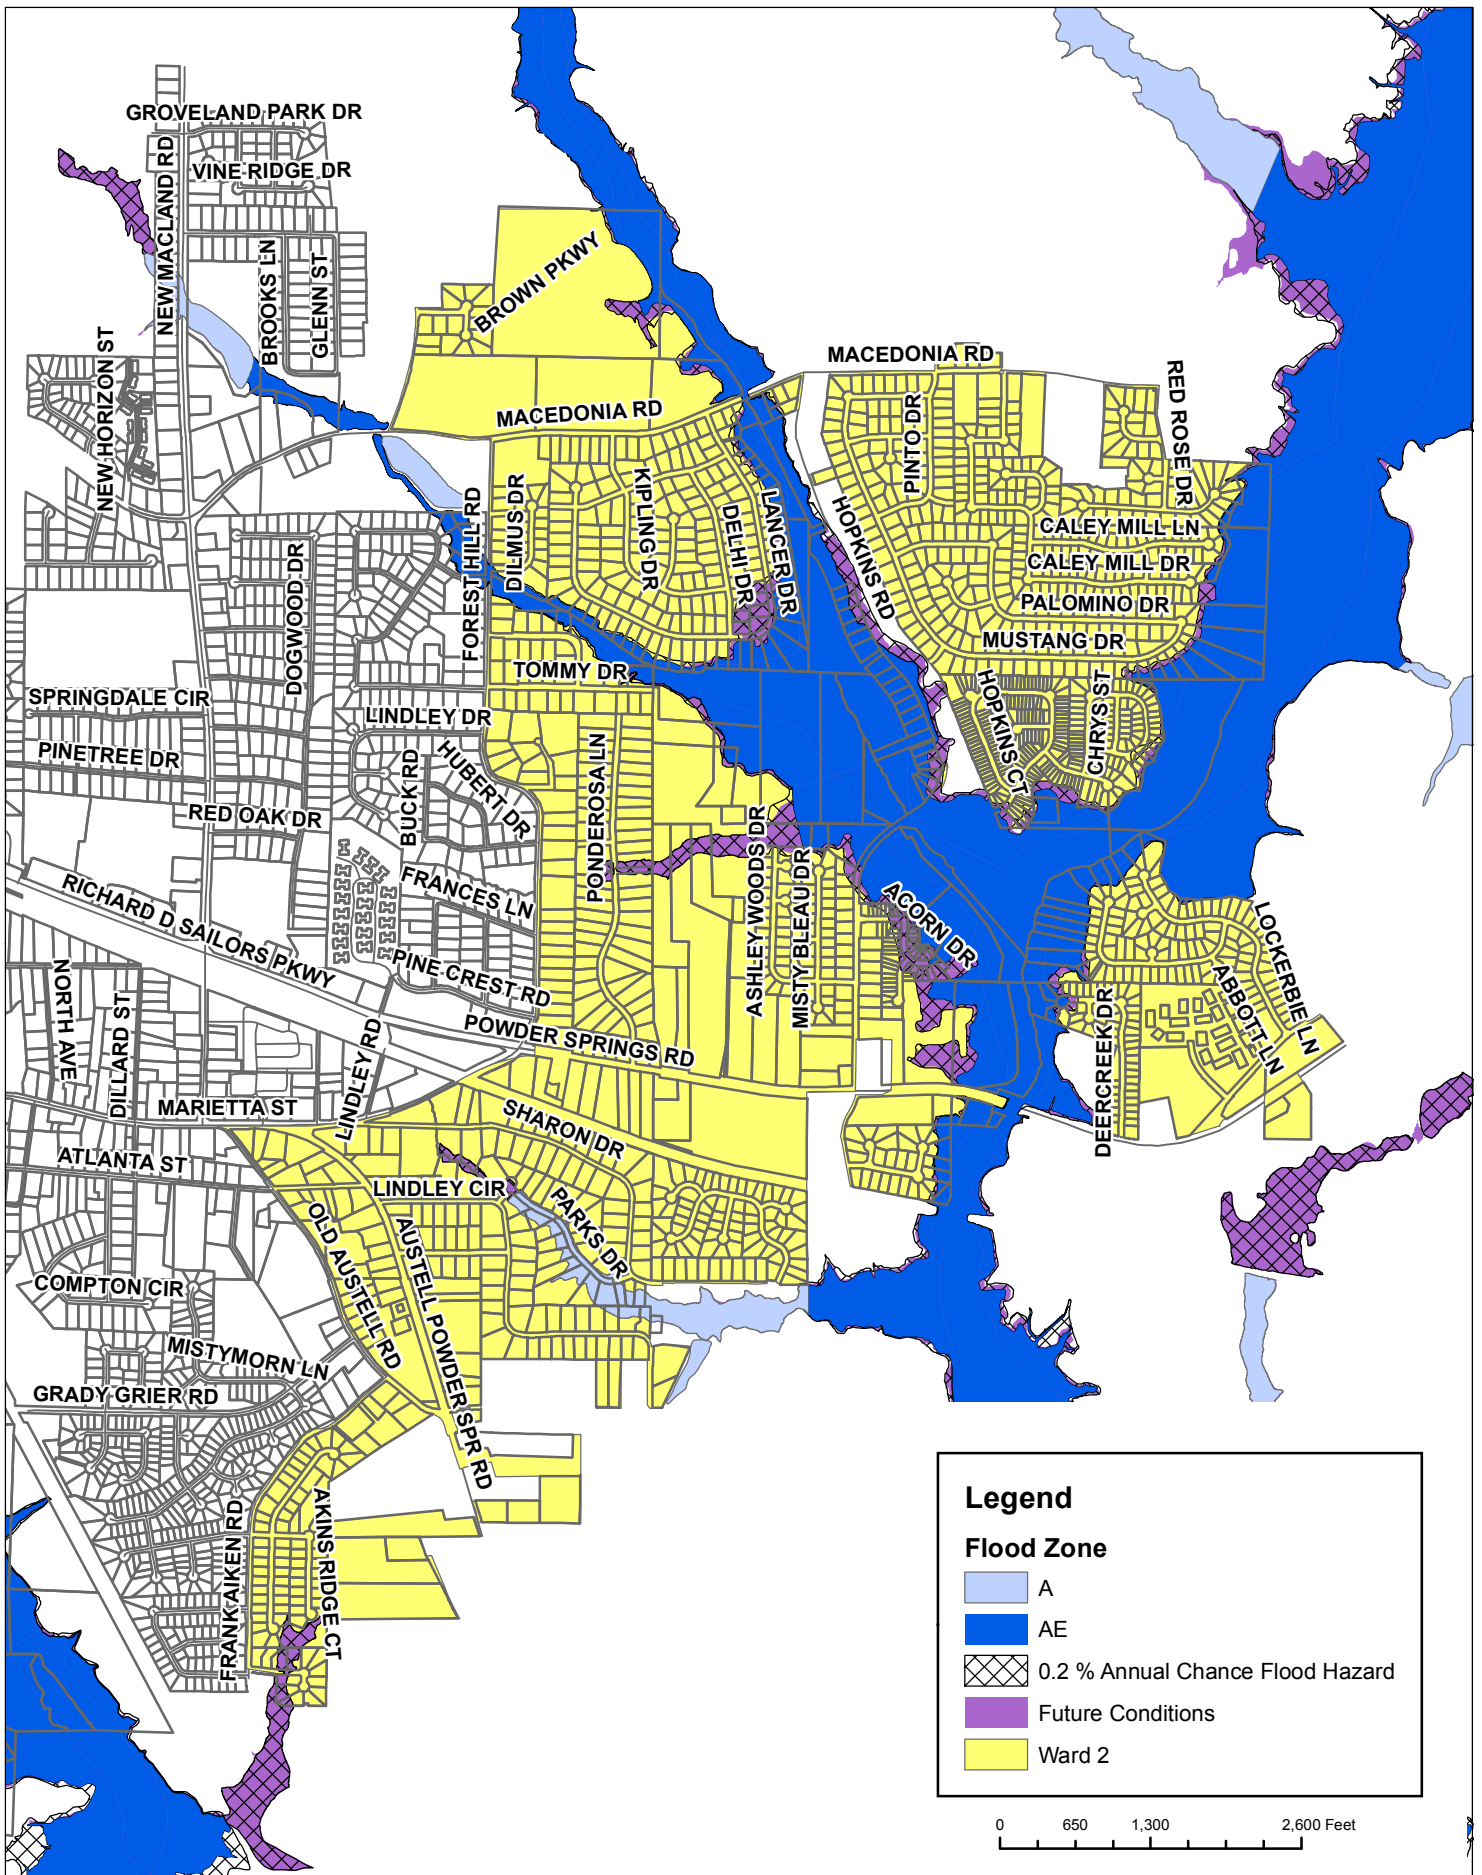 GROVELAND PARK DR
VINE RIDGE DR
NEW MACLAND RD
BROOKS LN
GLENN ST
BROWN PKWY
NEW HORIZON ST
MACEDONIA RD
MACEDONIA RD
RED ROSE DR
PINTO DR
KIPLING DR
DELHI DR
LANCER DR
HOPKINS RD
DILMUS DR
FOREST HILL RD
CALEY MILL LN
CALEY MILL DR
PALOMINO DR
MUSTANG DR
DOGWOOD DR
TOMMY DR
SPRINGDALE CIR
LINDLEY DR
HOPKINS CT
CHRYS ST
PINETREE DR
BUCK RD
HUBERT DR
PONDEROSA LN
RED OAK DR
ASHLEY WOODS DR
MISTY BLEAU DR
FRANCES LN
ACORN DR
RICHARD D SAILORS PKWY
PINE CREST RD
LOCKERBIE LN
ABBOTT LN
NORTH AVE
DILLARD ST
LINDLEY RD
POWDER SPRINGS RD
DEERCREEK DR
MARIETTA ST
SHARON DR
ATLANTA ST
LINDLEY CIR
PARKS DR
OLD AUSTELL RD
AUSTELL POWDER SPR RD
COMPTON CIR
MISTYMORN LN
GRADY GRIER RD
FRANK AIKEN RD
AKINS RIDGE CT
Legend
Flood Zone
A
AE
0.2 % Annual Chance Flood Hazard
Future Conditions
Ward 2
0 650 1,300 2,600 Feet